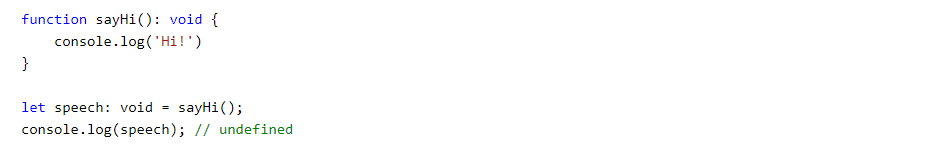 function sayHi(): void {
    console.log('Hi!')
}

let speech: void = sayHi();
console.log(speech); // undefined